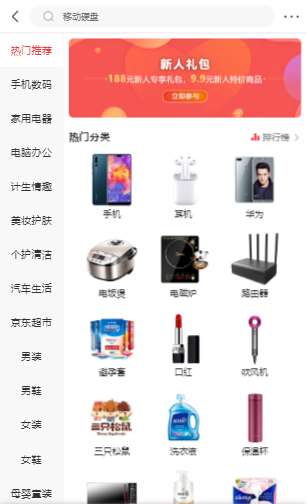 移动硬盘
热门推荐
手机数码
家用电器
电脑办公
计生情趣
美妆护肤
个护清洁
汽车生活
京东超市
男装
男鞋
女装
女鞋
母婴童装
新人礼包
188元新人专享礼包，9.9元新人特价商品
立即参与
热门分类
排行榜
手机
耳机
华为
电饭煲
电磁炉
路由器
避孕套
口红
吹风机
三只松鼠
三只松鼠
洗衣液
保温杯